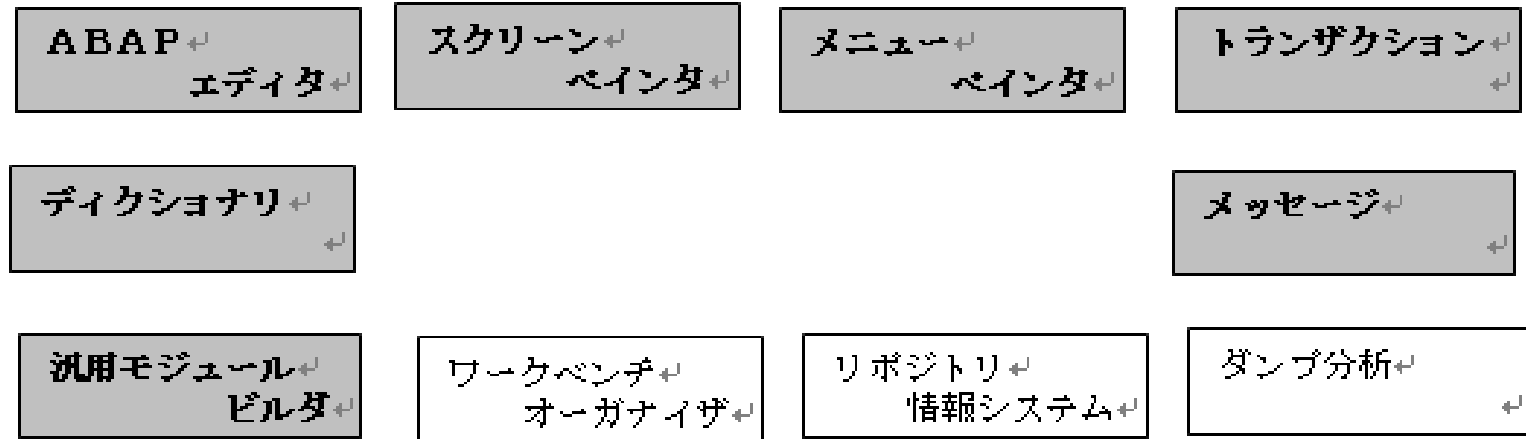 ABAP
エディタ
スクリーン
ペインタ
メニュー
ペインタ
トランザクション
ディクショナリ
メッセージ
汎用モジュール
ビルダ
ワークベンチ
オーガナイザ
リポジトリ
情報システム
ダンプ分析